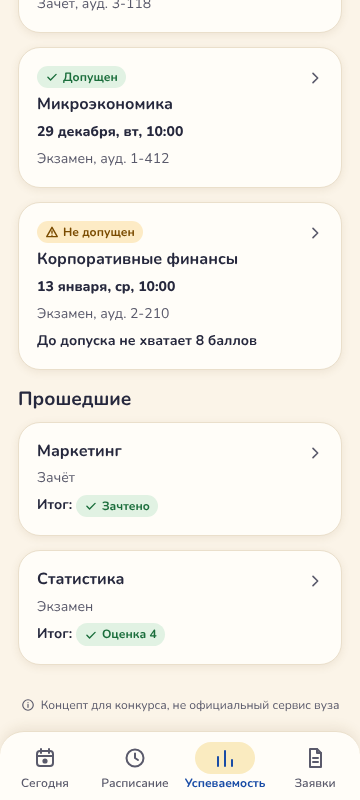 Зачёт, ауд. 3-118
Допущен
Микроэкономика
29 декабря, вт, 10:00
Экзамен, ауд. 1-412
Не допущен
Корпоративные финансы
13 января, ср, 10:00
Экзамен, ауд. 2-210
До допуска не хватает 8 баллов
Прошедшие
Маркетинг
Зачёт
Итог: Зачтено
Статистика
Экзамен
Итог: Оценка 4
Концепт для конкурса, не официальный сервис вуза
Сегодня Расписание Успеваемость Заявки